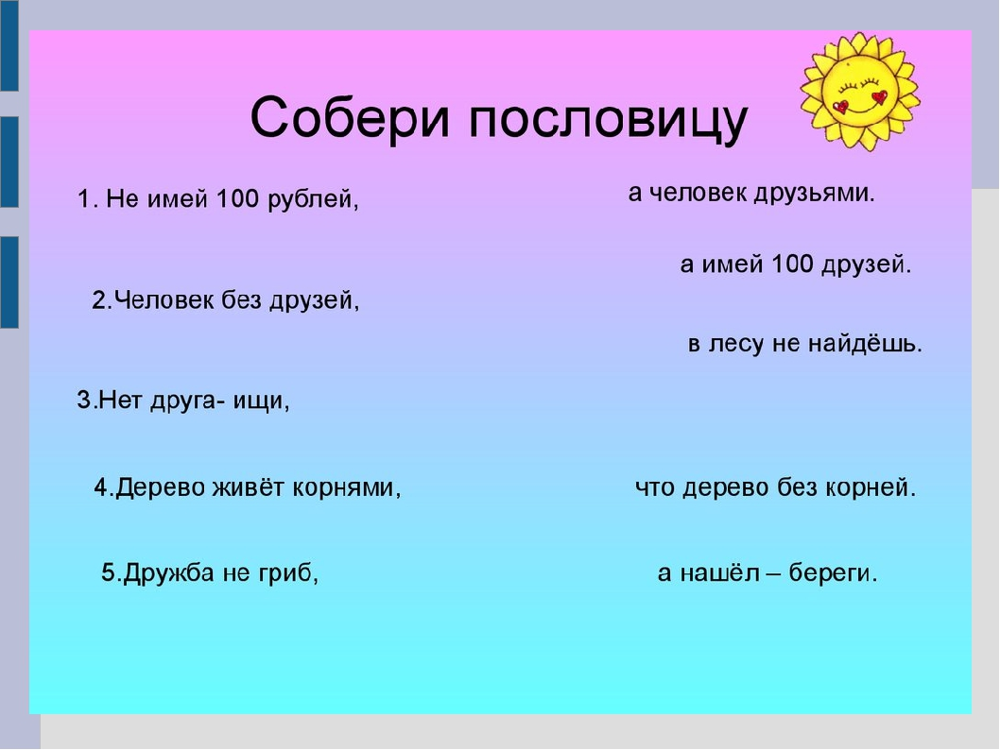 Собери пословицу
1. Не имей 100 рублей,
а человек друзьями.
а имей 100 друзей.
2.Человек без друзей,
в лесу не найдёшь.
3.Нет друга- ищи,
4.Дерево живёт корнями,
что дерево без корней.
5.Дружба не гриб,
а нашёл – береги.